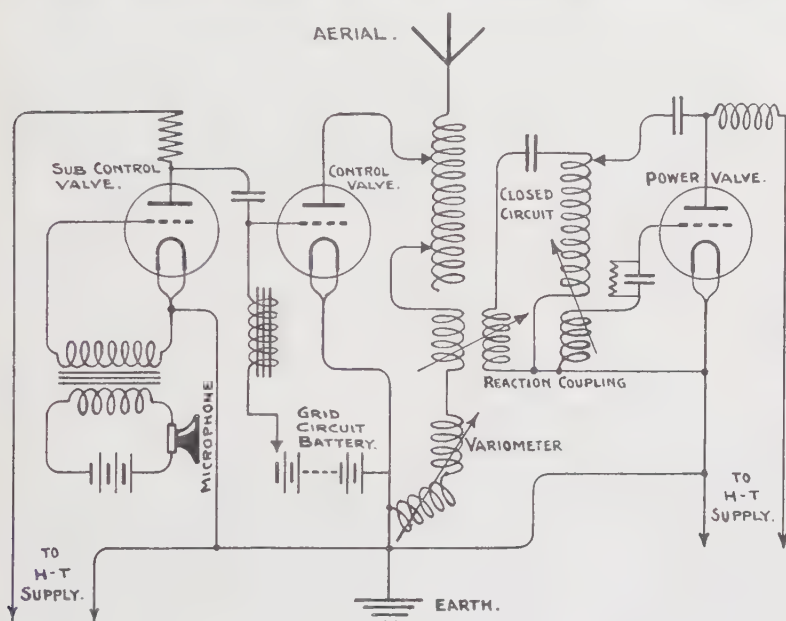 AERIAL.
SUB CONTROL
VALVE.
CONTROL
VALVE.
CLOSED
CIRCUIT
POWER VALVE.
REACTION COUPLING
GRID
CIRCUIT
BATTERY.
MICROPHONE
VARIOMETER
TO
H-T
SUPPLY.
TO
H-T
SUPPLY.
EARTH.